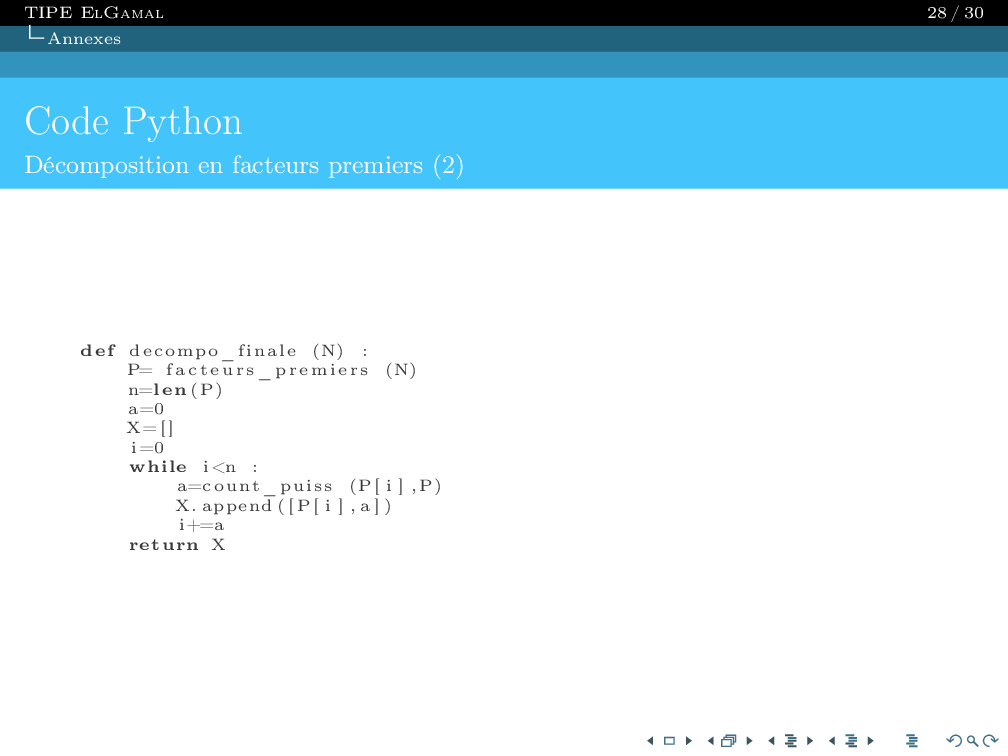 TIPE ElGamal 28 / 30
Annexes
Code Python
Décomposition en facteurs premiers (2)
def decompo_finale (N) :
    P= facteurs_premiers (N)
    n=len(P)
    a=0
    X=[]
    i=0
    while i<n :
        a=count_puiss (P[i],P)
        X.append([P[i],a])
        i+=a
    return X